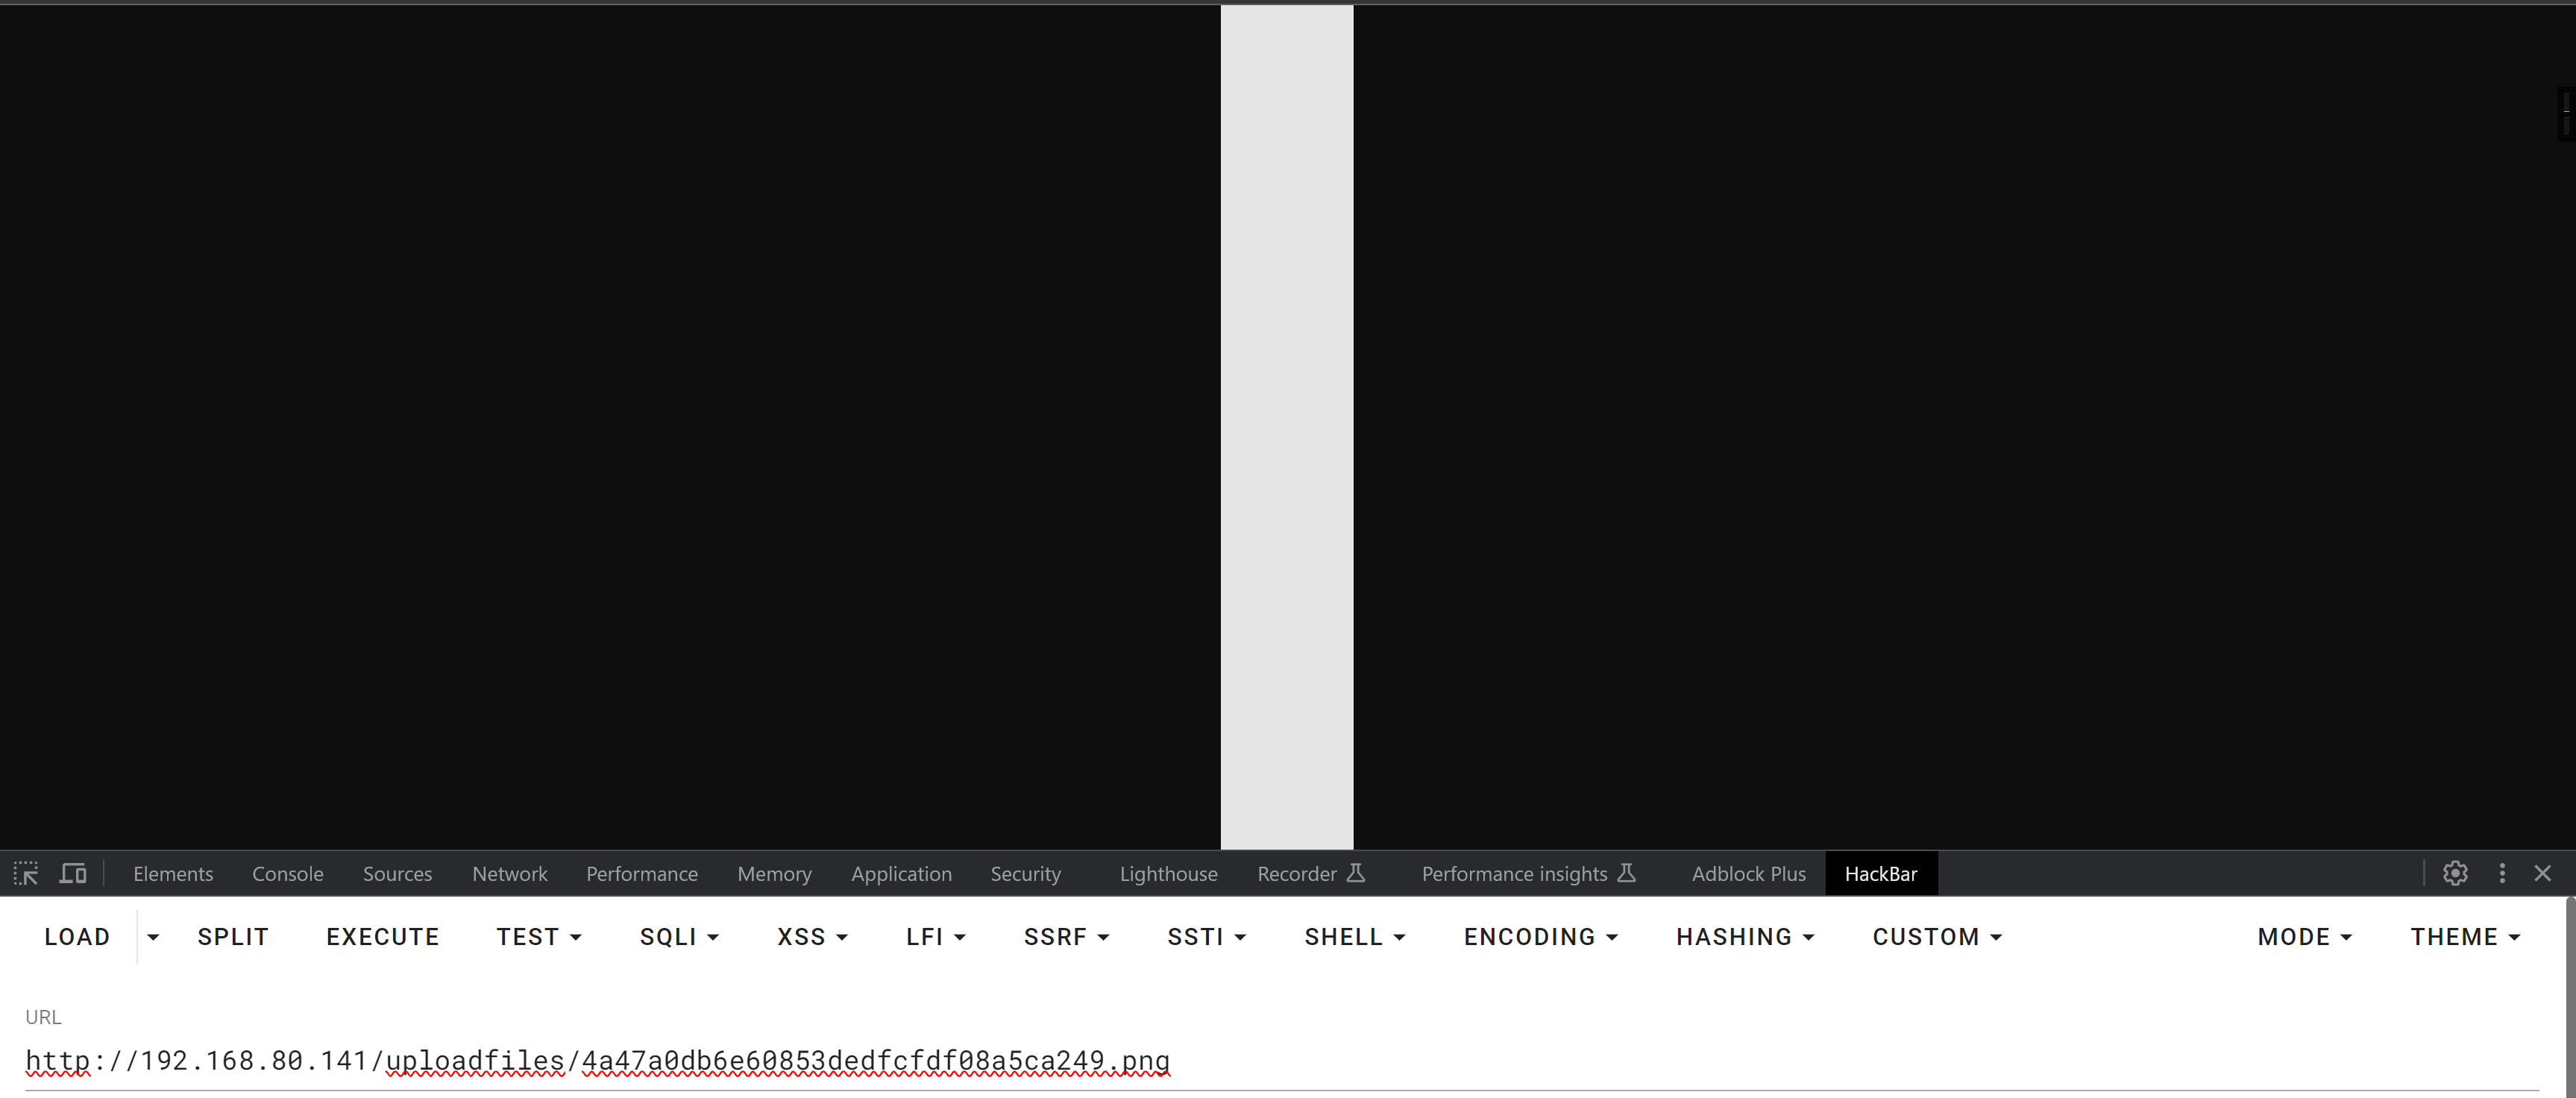 Elements Console Sources Network Performance Memory Application Security Lighthouse Recorder Performance insights Adblock Plus HackBar
LOAD SPLIT EXECUTE TEST SQLI XSS LFI SSRF SSTI SHELL ENCODING HASHING CUSTOM MODE THEME
URL
http://192.168.80.141/uploadfiles/4a47a0db6e60853dedfcfdf08a5ca249.png